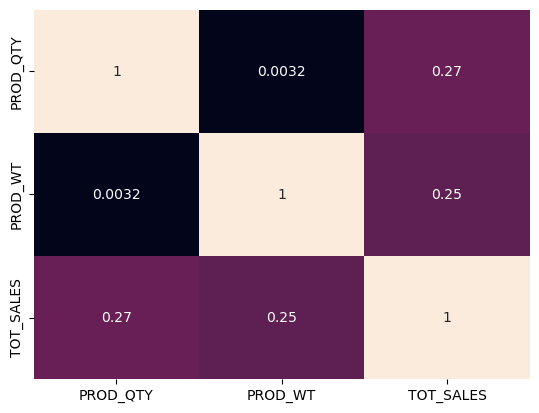 PROD_QTY
1
0.0032
0.27
PROD_WT
0.0032
1
0.25
TOT_SALES
0.27
0.25
1
PROD_QTY
PROD_WT
TOT_SALES